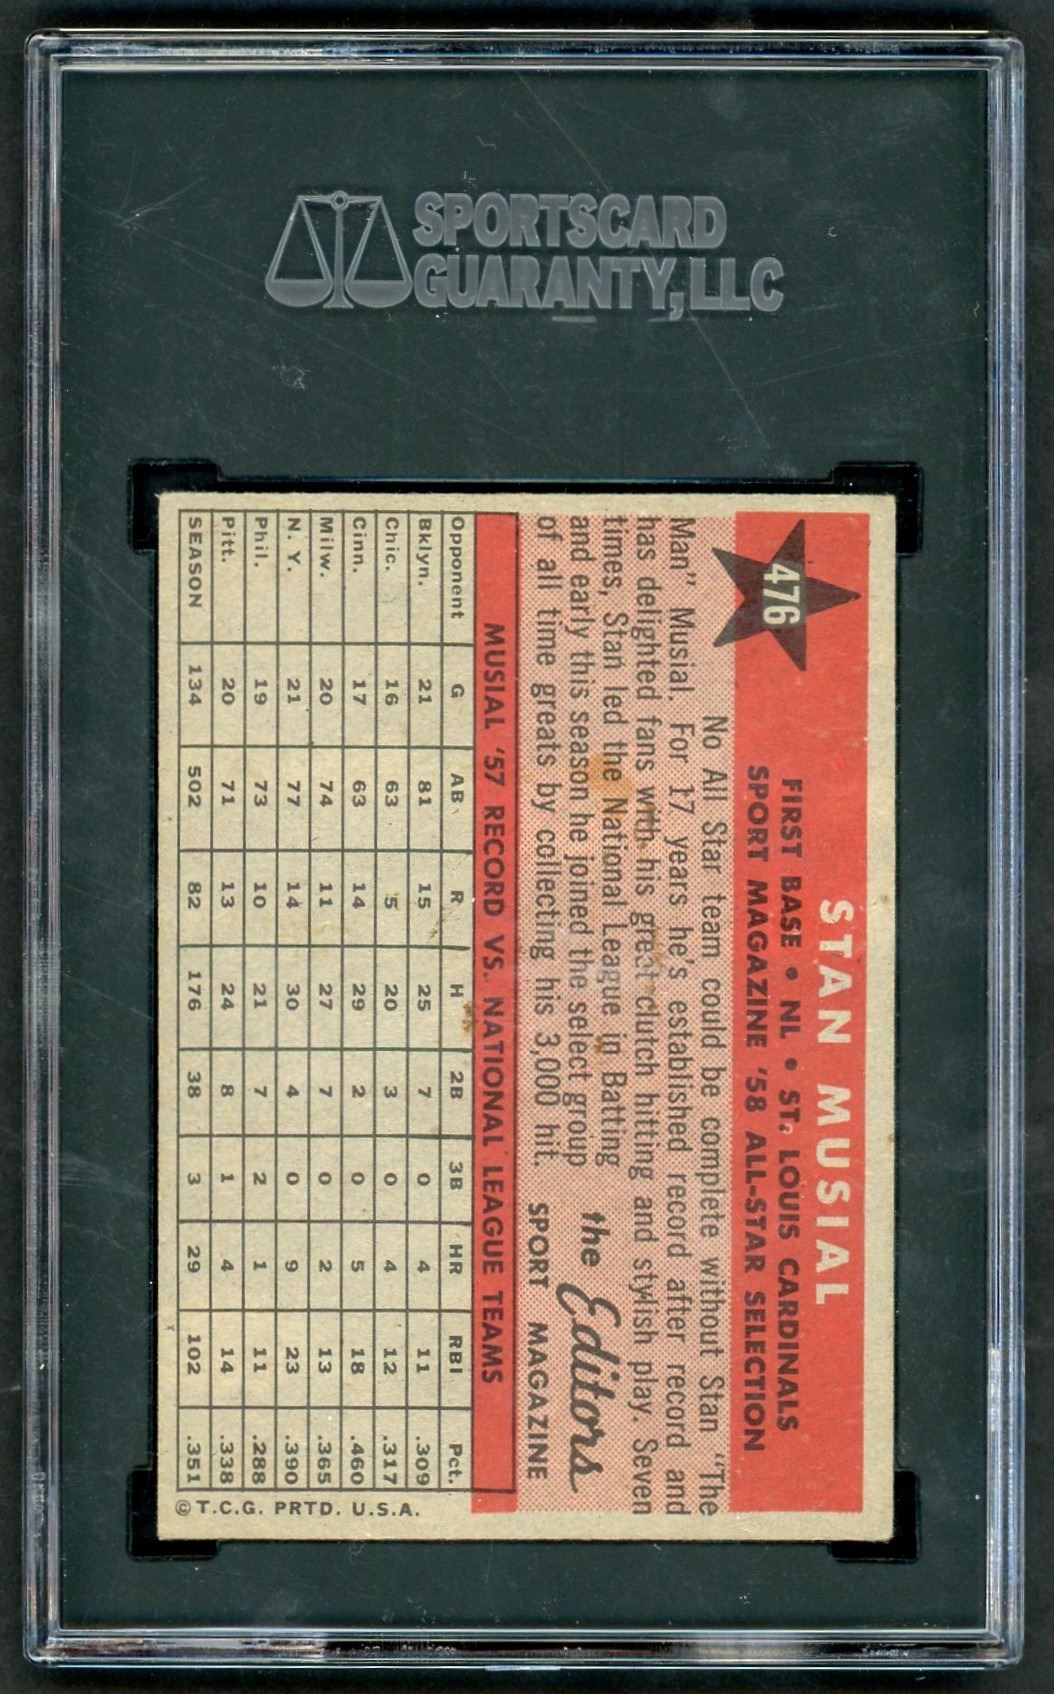 SPORTSCARD
GUARANTY, LLC
476
STAN MUSIAL
FIRST BASE • NL • ST. LOUIS CARDINALS
SPORT MAGAZINE '58 ALL-STAR SELECTION
No All Star team could be complete without Stan "The
Man" Musial. For 17 years he's established record after record and
has delighted fans with his great clutch hitting and stylish play. Seven
times, Stan led the National League in Batting
and early this season he joined the select group
of all time greats by collecting his 3,000 hit.
the Editors
SPORT MAGAZINE
MUSIAL '57 RECORD VS. NATIONAL LEAGUE TEAMS
Opponent G AB R H 2B 3B HR RBI Pct.
Bklyn. 21 81 15 25 7 0 4 11 .309
Chic. 16 63 5 20 3 0 4 12 .317
Cinn. 17 63 14 29 2 0 5 18 .460
Milw. 20 74 11 27 7 0 2 13 .365
N. Y. 21 77 14 30 4 0 9 23 .390
Phil. 19 73 10 21 7 2 1 11 .288
Pitt. 20 71 13 24 8 1 4 14 .338
SEASON 134 502 82 176 38 3 29 102 .351
© T.C.G. PRTD. U.S.A.